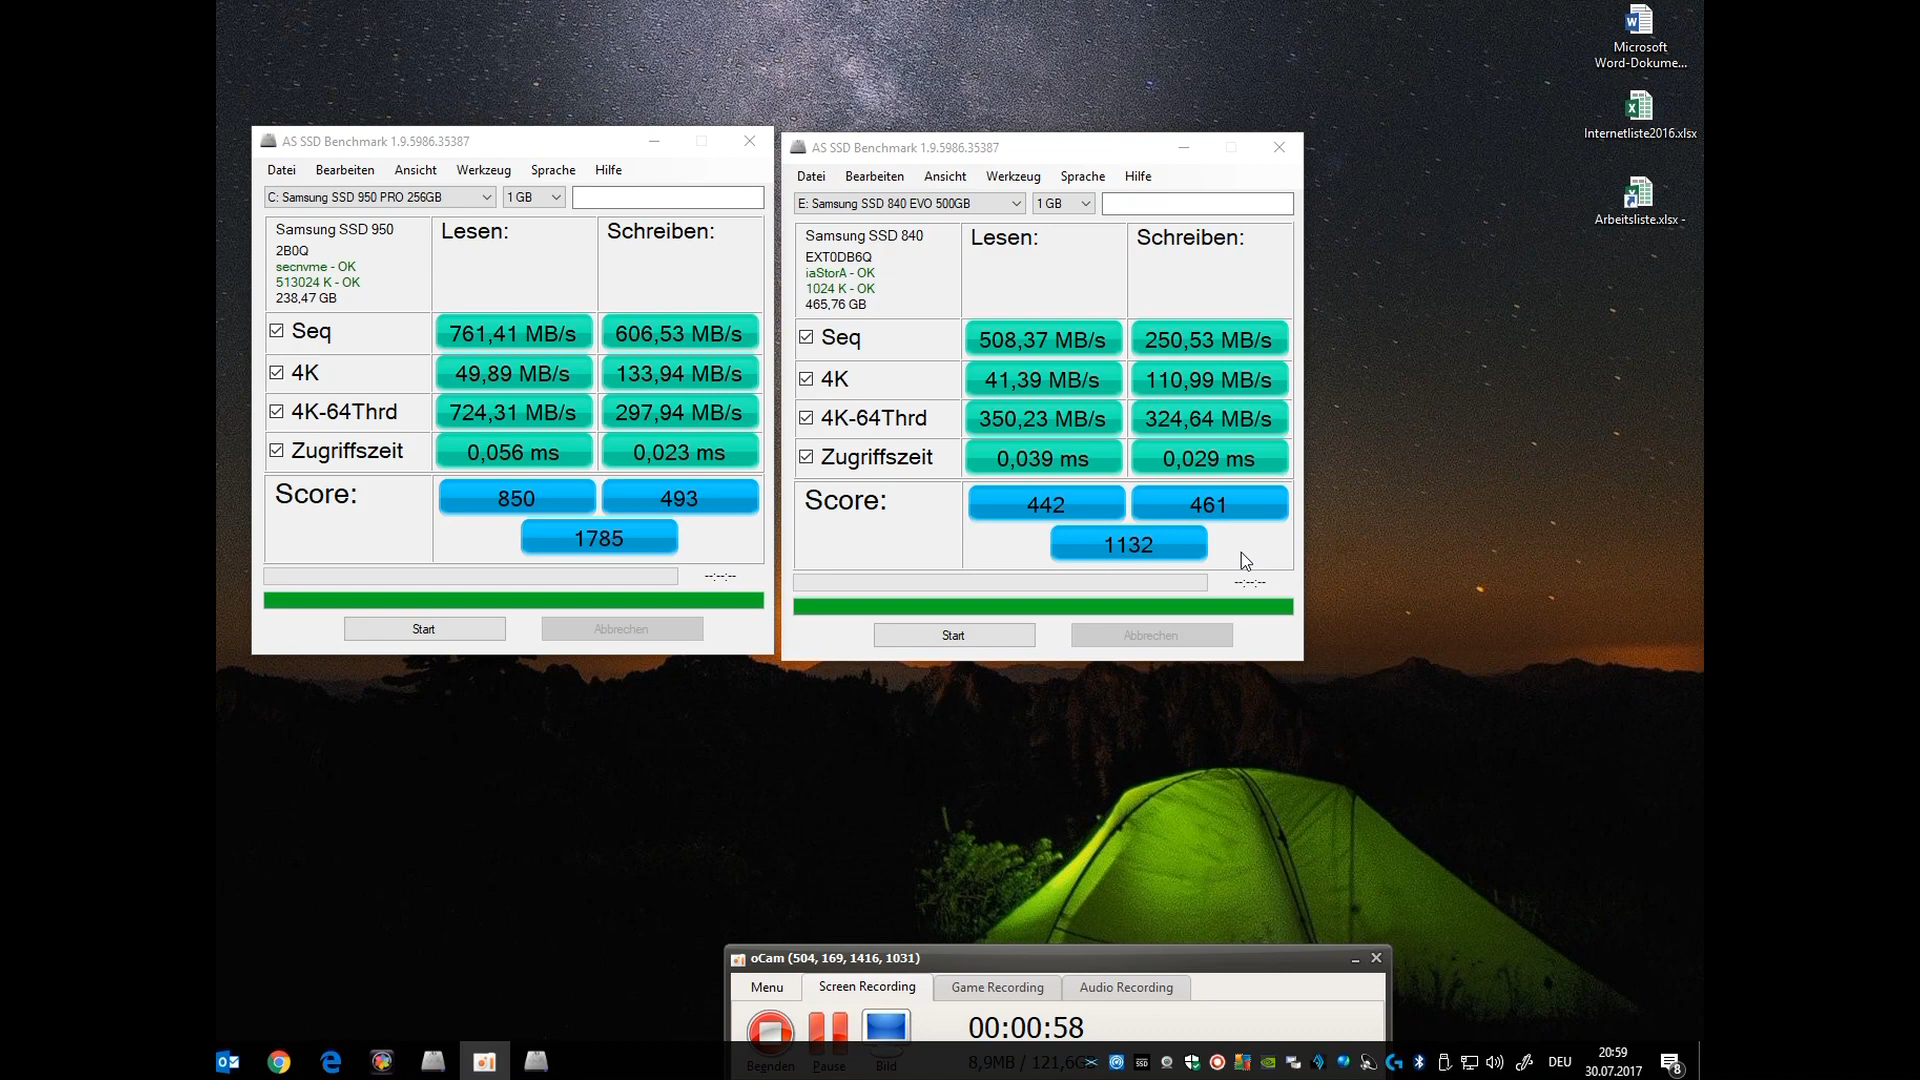 Microsoft
Word-Dokume...
Internetliste2016.xlsx
Arbeitsliste.xlsx -
AS SSD Benchmark 1.9.5986.35387
Datei Bearbeiten Ansicht Werkzeug Sprache Hilfe
C: Samsung SSD 950 PRO 256GB 1 GB
Samsung SSD 950
2B0Q
secnvme - OK
513024 K - OK
238,47 GB
Lesen: Schreiben:
Seq 761,41 MB/s 606,53 MB/s
4K 49,89 MB/s 133,94 MB/s
4K-64Thrd 724,31 MB/s 297,94 MB/s
Zugriffszeit 0,056 ms 0,023 ms
Score: 850 493
1785
--:--:--
Start Abbrechen
AS SSD Benchmark 1.9.5986.35387
Datei Bearbeiten Ansicht Werkzeug Sprache Hilfe
E: Samsung SSD 840 EVO 500GB 1 GB
Samsung SSD 840
EXT0DB6Q
iaStorA - OK
1024 K - OK
465,76 GB
Lesen: Schreiben:
Seq 508,37 MB/s 250,53 MB/s
4K 41,39 MB/s 110,99 MB/s
4K-64Thrd 350,23 MB/s 324,64 MB/s
Zugriffszeit 0,039 ms 0,029 ms
Score: 442 461
1132
--:--:--
Start Abbrechen
oCam (504, 169, 1416, 1031)
Menu Screen Recording Game Recording Audio Recording
00:00:58
Beenden Pause Bild 8,9MB / 121,6G
DEU
20:59
30.07.2017
8